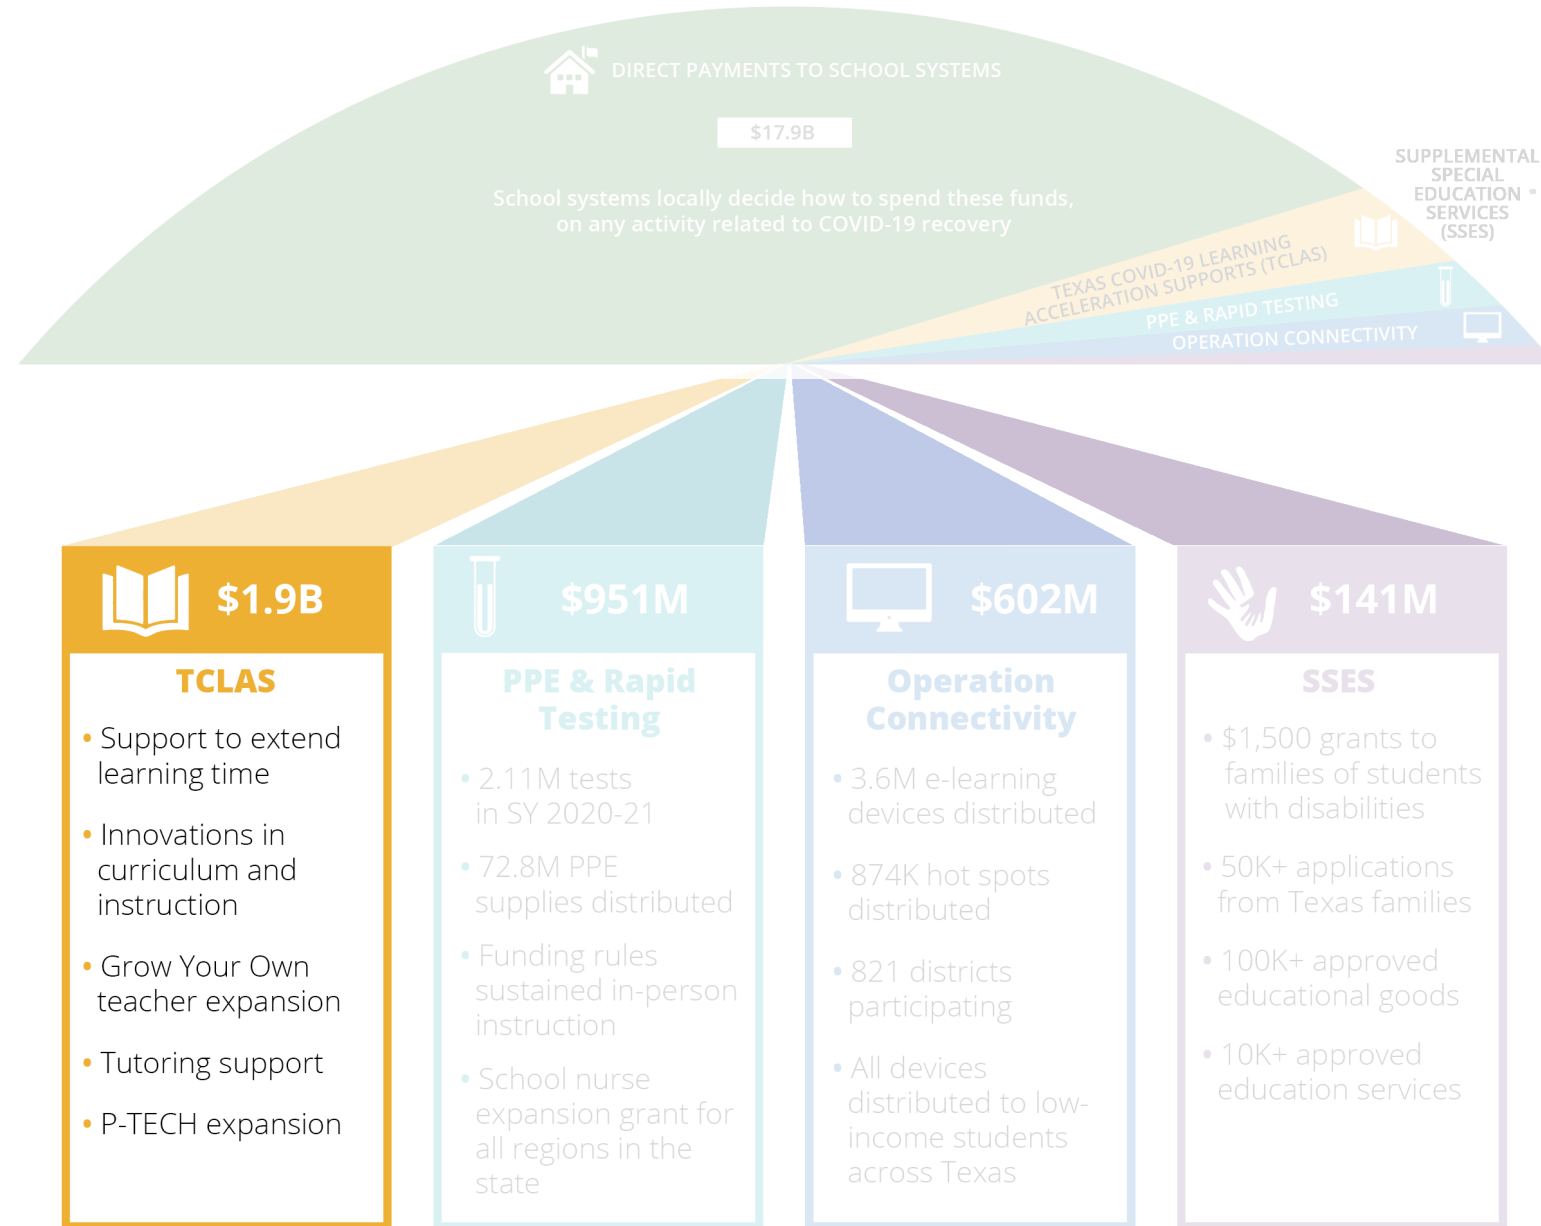 DIRECT PAYMENTS TO SCHOOL SYSTEMS
$17.9B
School systems locally decide how to spend these funds,
on any activity related to COVID-19 recovery
SUPPLEMENTAL
SPECIAL
EDUCATION
SERVICES
(SSES)
TEXAS COVID-19 LEARNING
ACCELERATION SUPPORTS (TCLAS)
PPE & RAPID TESTING
OPERATION CONNECTIVITY
$1.9B
TCLAS
• Support to extend
learning time
• Innovations in
curriculum and
instruction
• Grow Your Own
teacher expansion
• Tutoring support
• P-TECH expansion
$951M
PPE & Rapid
Testing
• 2.11M tests
in SY 2020-21
• 72.8M PPE
supplies distributed
• Funding rules
sustained in-person
instruction
• School nurse
expansion grant for
all regions in the
state
$602M
Operation
Connectivity
• 3.6M e-learning
devices distributed
• 874K hot spots
distributed
• 821 districts
participating
• All devices
distributed to low-
income students
across Texas
$141M
SSES
• $1,500 grants to
families of students
with disabilities
• 50K+ applications
from Texas families
• 100K+ approved
educational goods
• 10K+ approved
education services